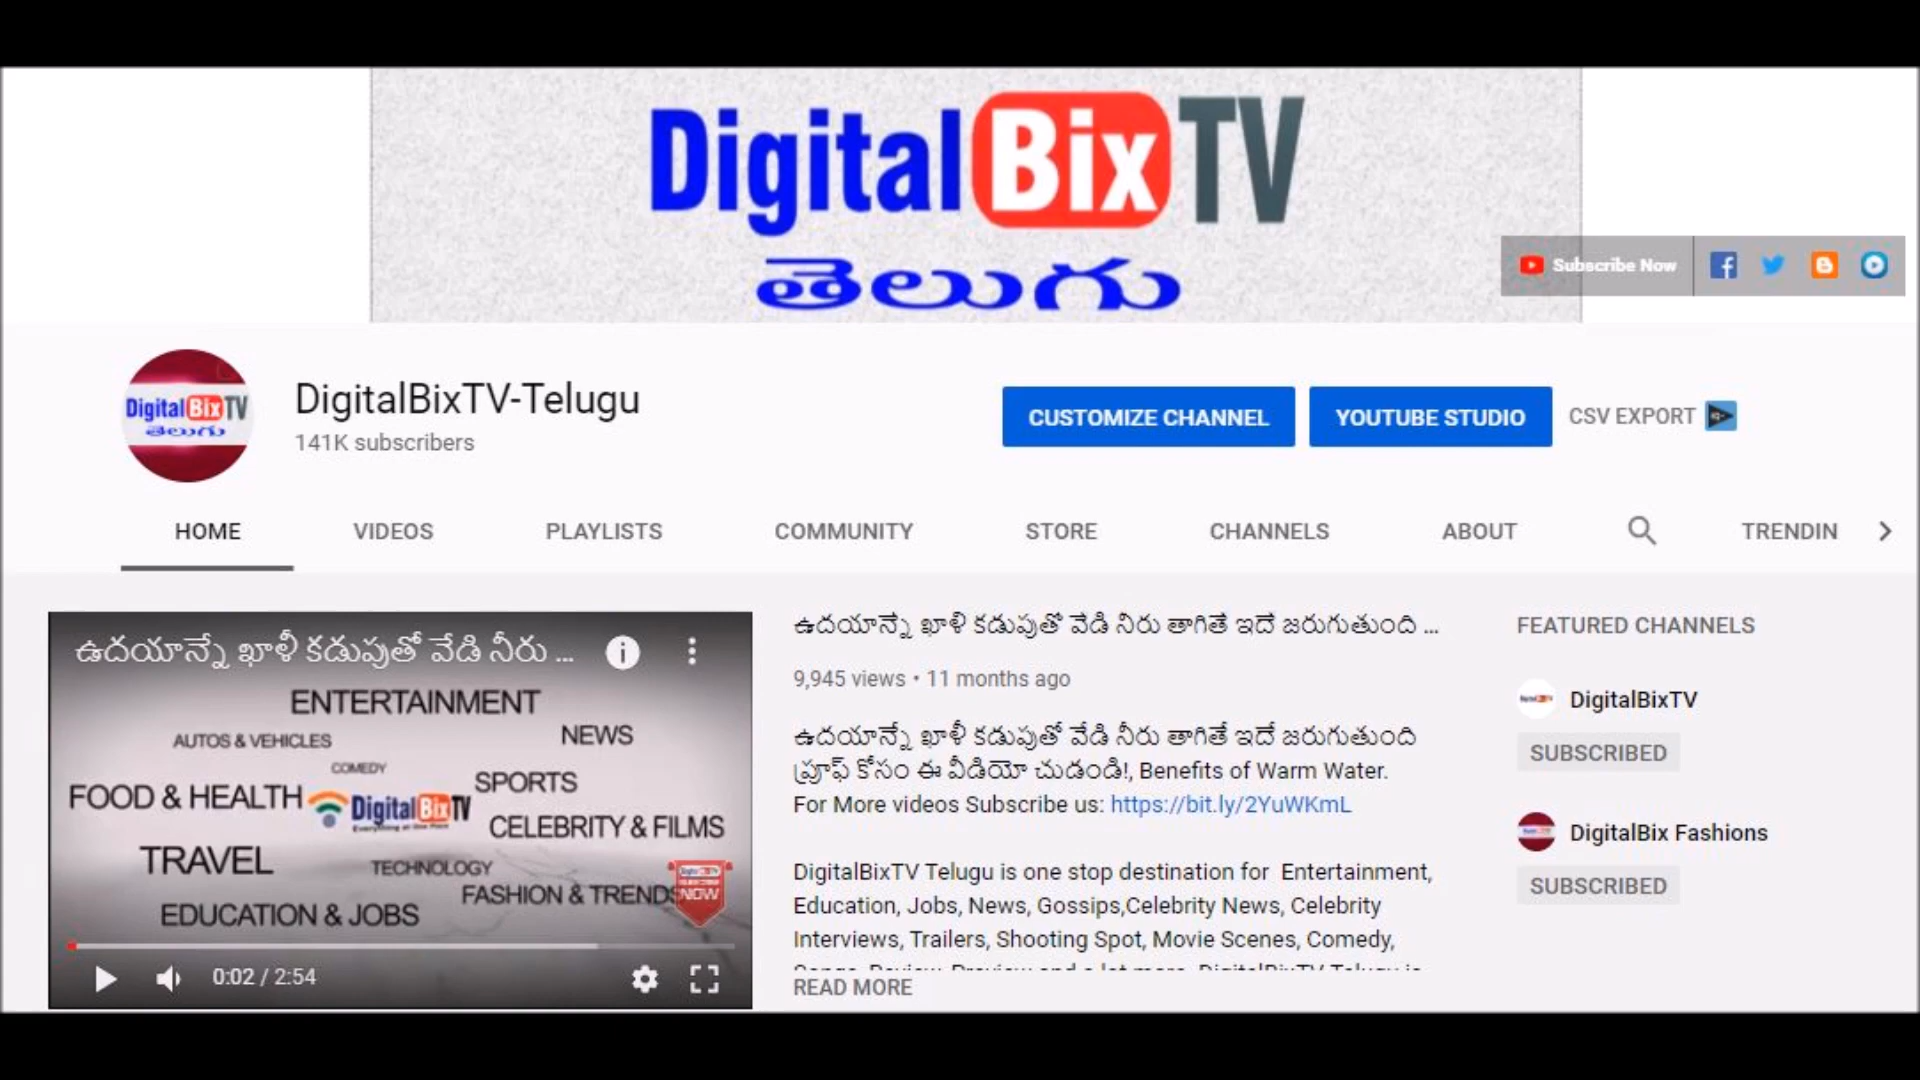 DigitalBixTV
తెలుగు
Subscribe Now
DigitalBixTV
తెలుగు
DigitalBixTV-Telugu
141K subscribers
CUSTOMIZE CHANNEL
YOUTUBE STUDIO
CSV EXPORT
HOME
VIDEOS
PLAYLISTS
COMMUNITY
STORE
CHANNELS
ABOUT
TRENDIN
ఉదయాన్నే ఖాళీ కడుపుతో వేడి నీరు ...
ENTERTAINMENT
AUTOS & VEHICLES
NEWS
COMEDY
SPORTS
FOOD & HEALTH
DigitalBixTV
Everything at One Point
CELEBRITY & FILMS
TRAVEL
TECHNOLOGY
FASHION & TRENDS
NOW
EDUCATION & JOBS
0:02 / 2:54
ఉదయాన్నే ఖాళీ కడుపుతో వేడి నీరు తాగితే ఇదే జరుగుతుంది ...
9,945 views • 11 months ago
ఉదయాన్నే ఖాళీ కడుపుతో వేడి నీరు తాగితే ఇదే జరుగుతుంది
ప్రూఫ్ కోసం ఈ వీడియో చుడండి!, Benefits of Warm Water.
For More videos Subscribe us: https://bit.ly/2YuWKmL
DigitalBixTV Telugu is one stop destination for Entertainment,
Education, Jobs, News, Gossips,Celebrity News, Celebrity
Interviews, Trailers, Shooting Spot, Movie Scenes, Comedy,
READ MORE
FEATURED CHANNELS
DigitalBixTV
SUBSCRIBED
DigitalBix Fashions
SUBSCRIBED